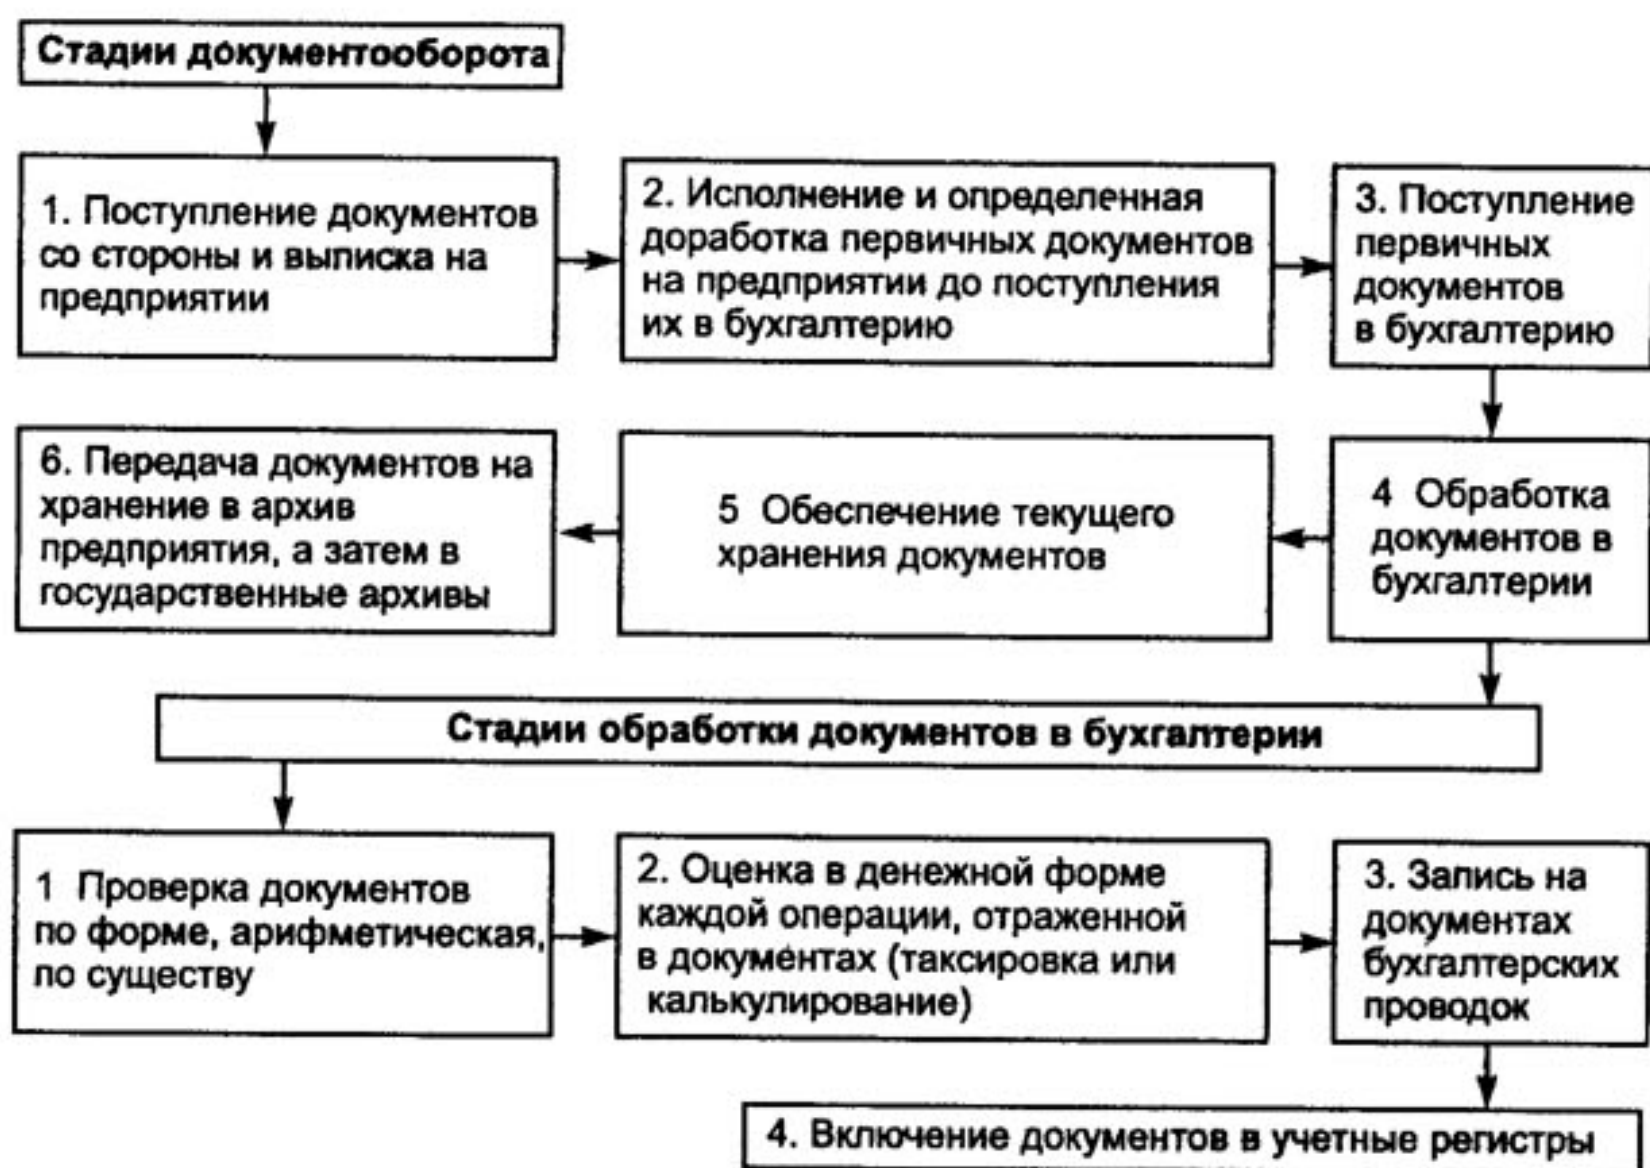 Стадии документооборота
1. Поступление документов
со стороны и выписка на
предприятии
2. Исполнение и определенная
доработка первичных документов
на предприятии до поступления
их в бухгалтерию
3. Поступление
первичных
документов
в бухгалтерию
4 Обработка
документов в
бухгалтерии
5 Обеспечение текущего
хранения документов
6. Передача документов на
хранение в архив
предприятия, а затем в
государственные архивы
Стадии обработки документов в бухгалтерии
1 Проверка документов
по форме, арифметическая,
по существу
2. Оценка в денежной форме
каждой операции, отраженной
в документах (таксировка или
калькулирование)
3. Запись на
документах
бухгалтерских
проводок
4. Включение документов в учетные регистры